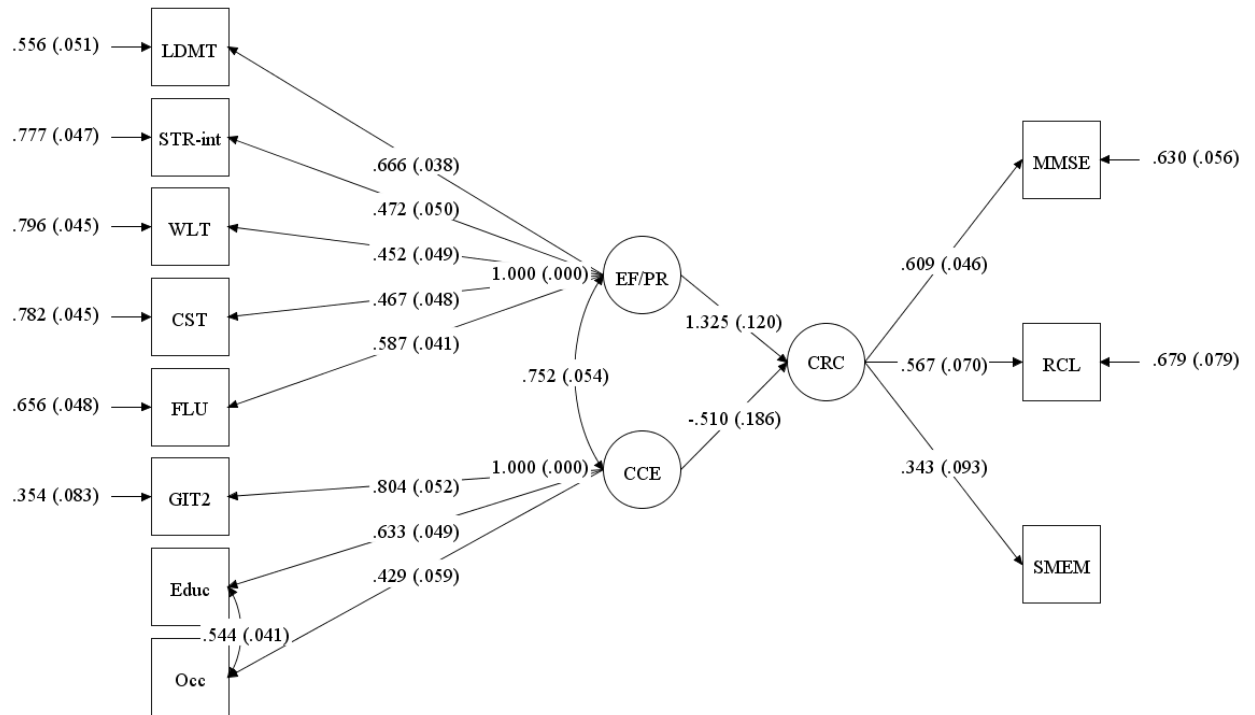 .556 (.051)
LDMT
.777 (.047)
STR-int
.796 (.045)
WLT
.782 (.045)
CST
.656 (.048)
FLU
.354 (.083)
GIT2
Educ
.544 (.041)
Occ
.666 (.038)
.472 (.050)
.452 (.049)
.467 (.048)
.587 (.041)
1.000 (.000)
EF/PR
.752 (.054)
1.000 (.000)
CCE
.804 (.052)
.633 (.049)
.429 (.059)
1.325 (.120)
-.510 (.186)
CRC
.609 (.046)
.567 (.070)
.343 (.093)
MMSE
.630 (.056)
RCL
.679 (.079)
SMEM